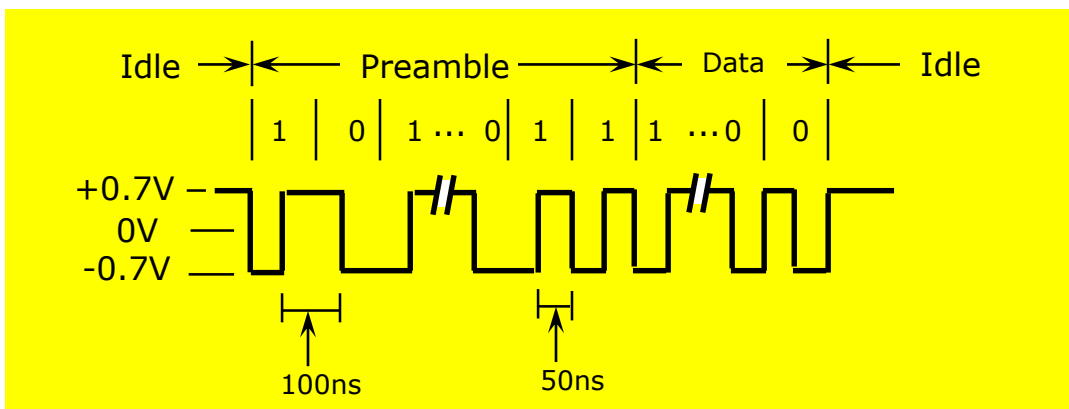 Idle Preamble Data Idle
1 0 1 ... 0 1 1 1 ...0 0
+0.7V
0V
-0.7V
100ns 50ns